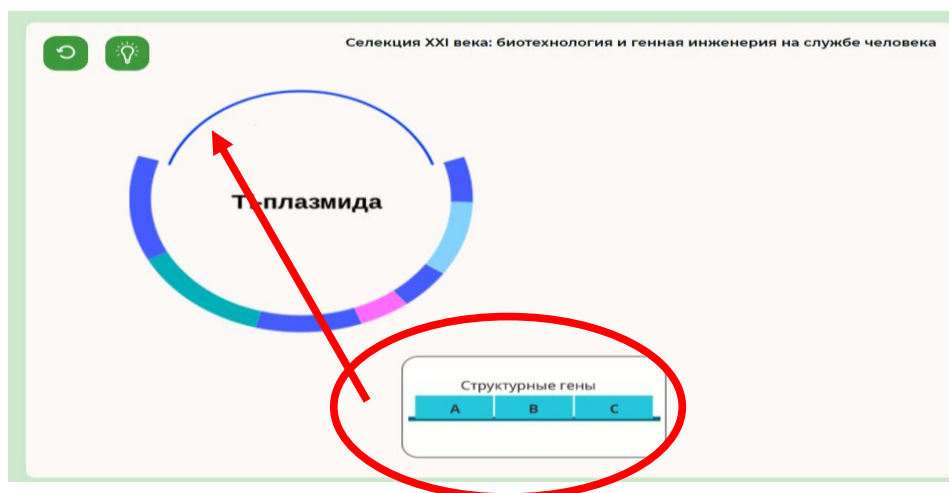 Селекция XXI века: биотехнология и генная инженерия на службе человека
Ti-плазмида
Структурные гены
A B C